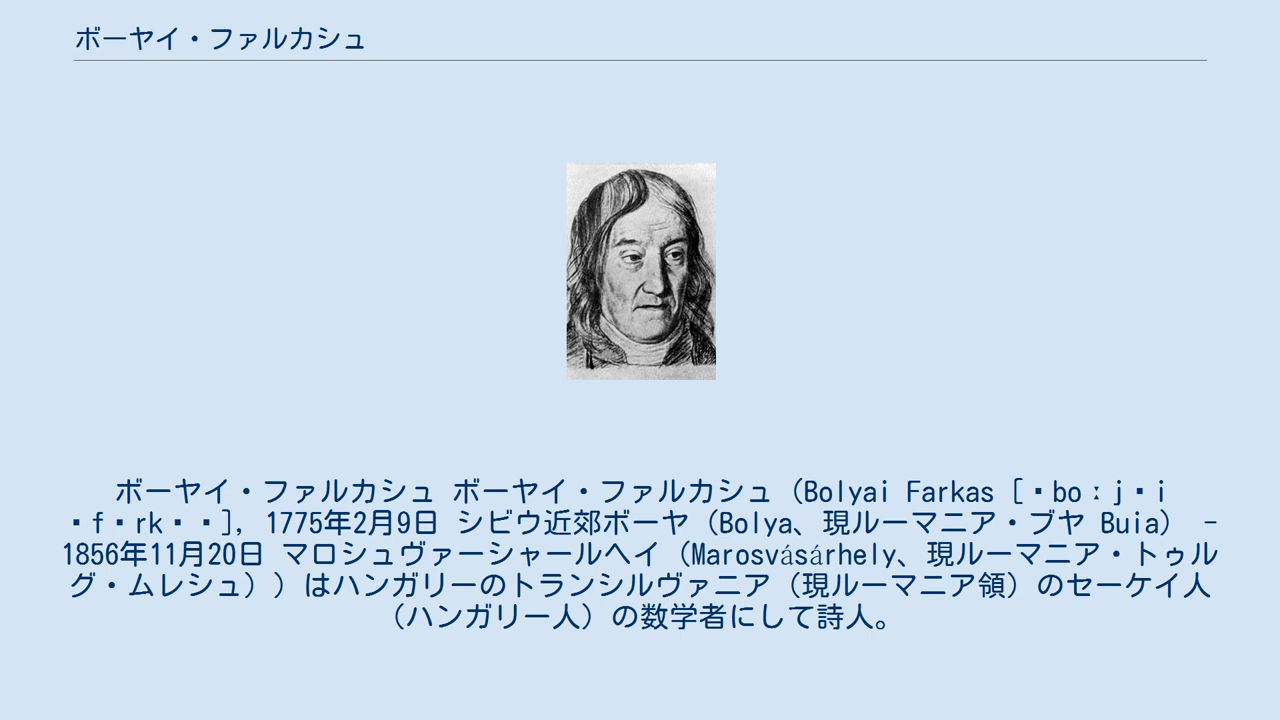 ボーヤイ・ファルカシュ
ボーヤイ・ファルカシュ ボーヤイ・ファルカシュ（Bolyai Farkas [▪boːj▪i
▪f▪rk▪▪], 1775年2月9日 シビウ近郊ボーヤ（Bolya、現ルーマニア・ブヤ Buia） -
1856年11月20日 マロシュヴァーシャールヘイ（Marosvásárhely、現ルーマニア・トゥル
グ・ムレシュ））はハンガリーのトランシルヴァニア（現ルーマニア領）のセーケイ人
（ハンガリー人）の数学者にして詩人。